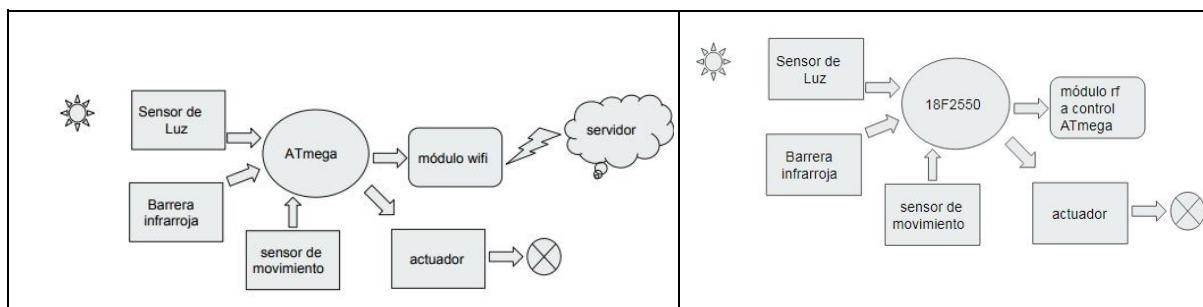 Sensor de
Luz
ATmega
módulo wifi
servidor
Barrera
infrarroja
sensor de
movimiento
actuador
Sensor de
Luz
18F2550
módulo rf
a control
ATmega
Barrera
infrarroja
sensor de
movimiento
actuador